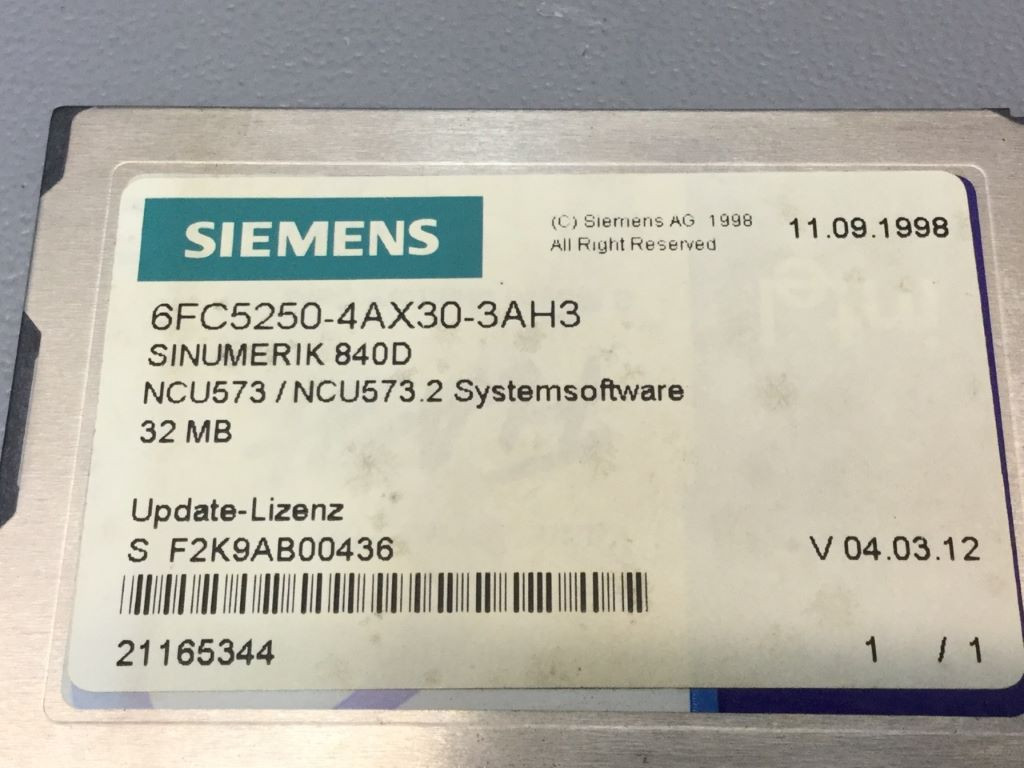 SIEMENS
(C) Siemens AG 1998
All Right Reserved
11.09.1998
6FC5250-4AX30-3AH3
SINUMERIK 840D
NCU573 / NCU573.2 Systemsoftware
32 MB
Update-Lizenz
S F2K9AB00436
V 04.03.12
21165344
1 / 1